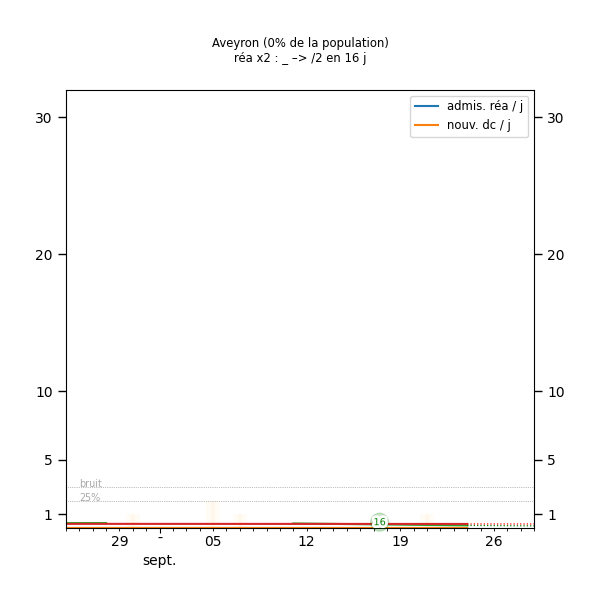 Aveyron (0% de la population)
réa x2 : _ –> /2 en 16 j
admis. réa / j
nouv. dc / j
30 30
20 20
10 10
5 5
bruit
25%
1 1
16
29 - 05 12 19 26
sept.